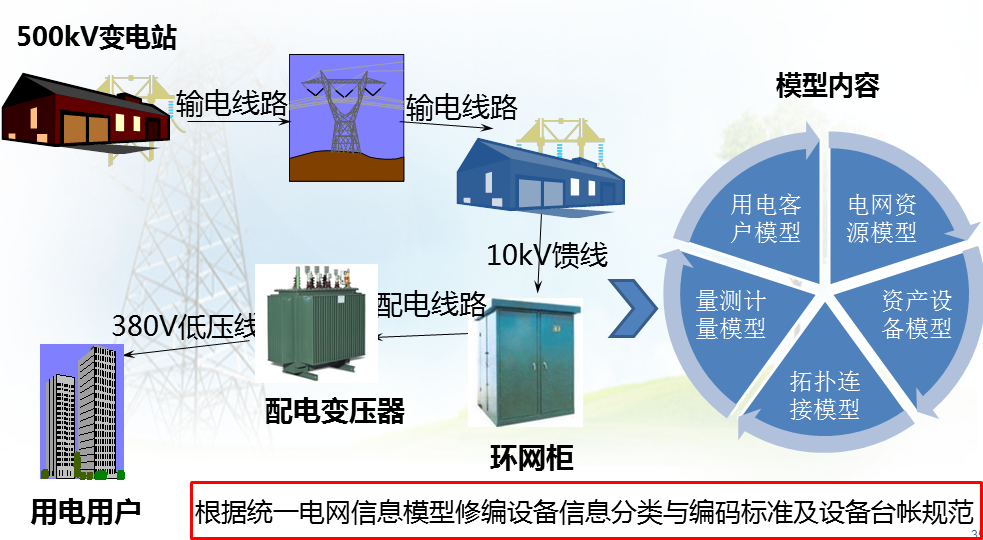 500kV变电站
输电线路
输电线路
模型内容
用电客
户模型
电网资
源模型
10kV馈线
量测计
量模型
资产设
备模型
配电线路
380V低压线
拓扑连
接模型
配电变压器
环网柜
用电用户
根据统一电网信息模型修编设备信息分类与编码标准及设备台帐规范